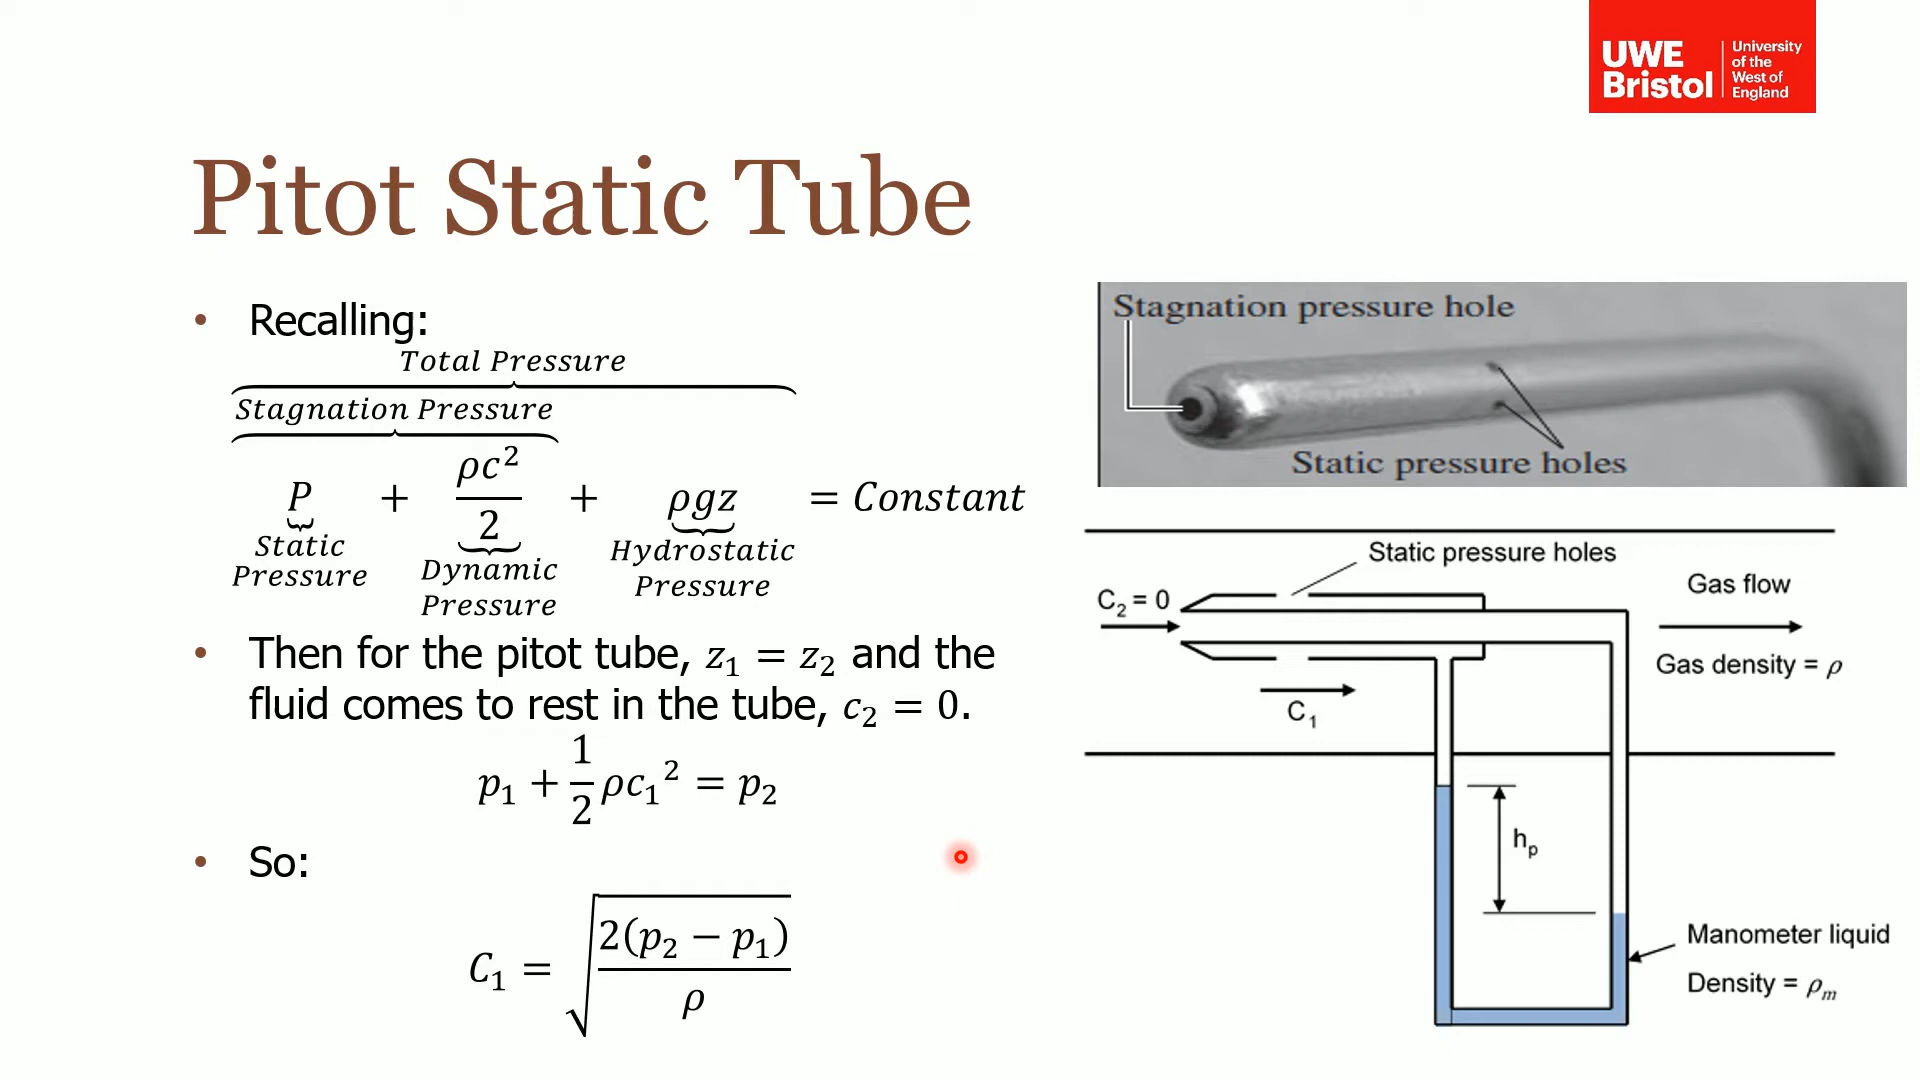 UWE Bristol
University of the West of England
Pitot Static Tube
• Recalling:
Total Pressure
Stagnation Pressure
P + ρc²/2 + ρgz = Constant
Static Pressure
Dynamic Pressure
Hydrostatic Pressure
• Then for the pitot tube, z₁ = z₂ and the
fluid comes to rest in the tube, c₂ = 0.
p₁ + 1/2 ρc₁² = p₂
• So:
C₁ = √(2(p₂ − p₁)/ρ)
Stagnation pressure hole
Static pressure holes
Static pressure holes
C₂ = 0
Gas flow
Gas density = ρ
C₁
hₚ
Manometer liquid
Density = ρₘ